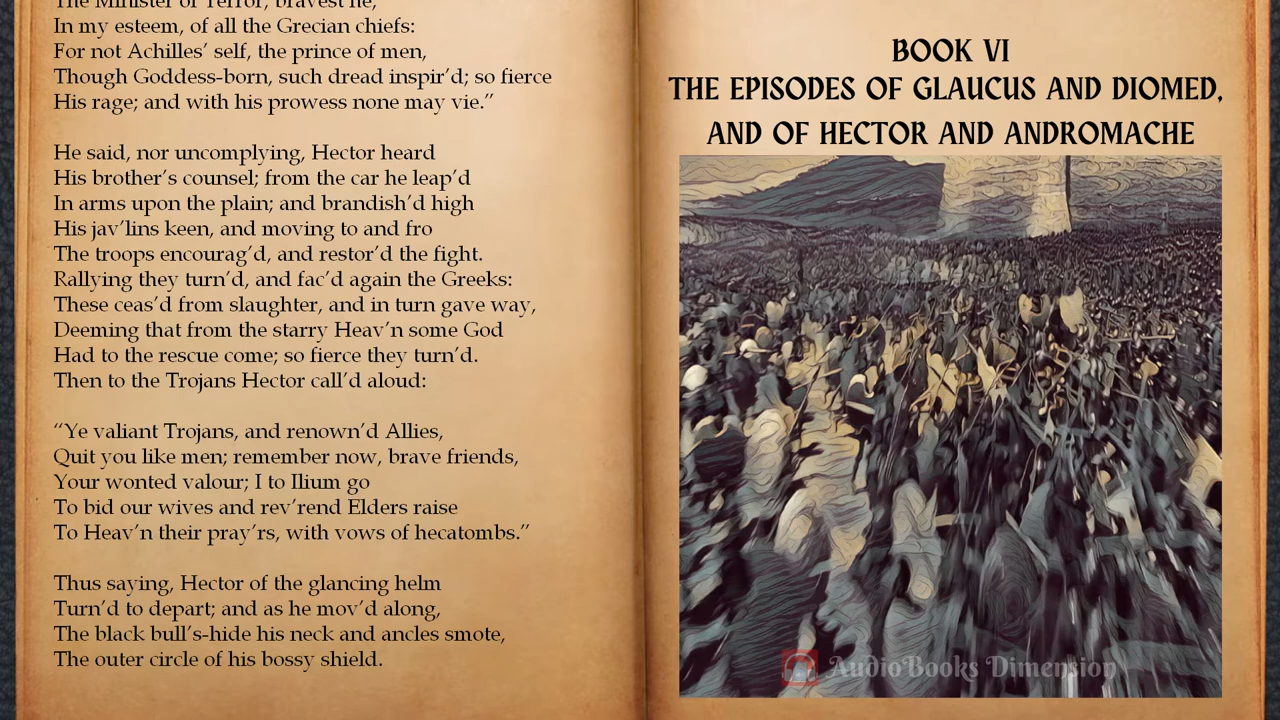 The Minister of Terror; bravest he,
In my esteem, of all the Grecian chiefs:
For not Achilles’ self, the prince of men,
Though Goddess-born, such dread inspir’d; so fierce
His rage; and with his prowess none may vie.”
He said, nor uncomplying, Hector heard
His brother’s counsel; from the car he leap’d
In arms upon the plain; and brandish’d high
His jav’lins keen, and moving to and fro
The troops encourag’d, and restor’d the fight.
Rallying they turn’d, and fac’d again the Greeks:
These ceas’d from slaughter, and in turn gave way,
Deeming that from the starry Heav’n some God
Had to the rescue come; so fierce they turn’d.
Then to the Trojans Hector call’d aloud:
“Ye valiant Trojans, and renown’d Allies,
Quit you like men; remember now, brave friends,
Your wonted valour; I to Ilium go
To bid our wives and rev’rend Elders raise
To Heav’n their pray’rs, with vows of hecatombs.”
Thus saying, Hector of the glancing helm
Turn’d to depart; and as he mov’d along,
The black bull’s-hide his neck and ancles smote,
The outer circle of his bossy shield.
BOOK VI
THE EPISODES OF GLAUCUS AND DIOMED,
AND OF HECTOR AND ANDROMACHE
AudioBooks Dimension